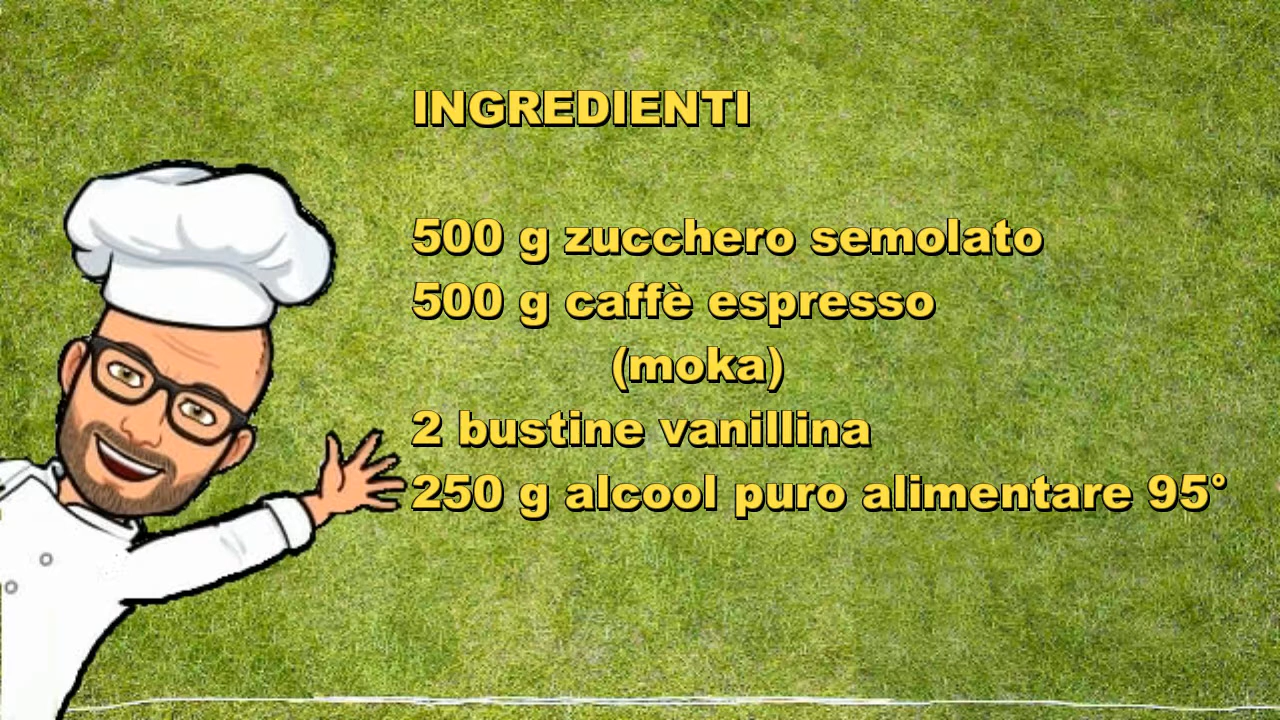 INGREDIENTI
500 g zucchero semolato
500 g caffè espresso
(moka)
2 bustine vanillina
250 g alcool puro alimentare 95°